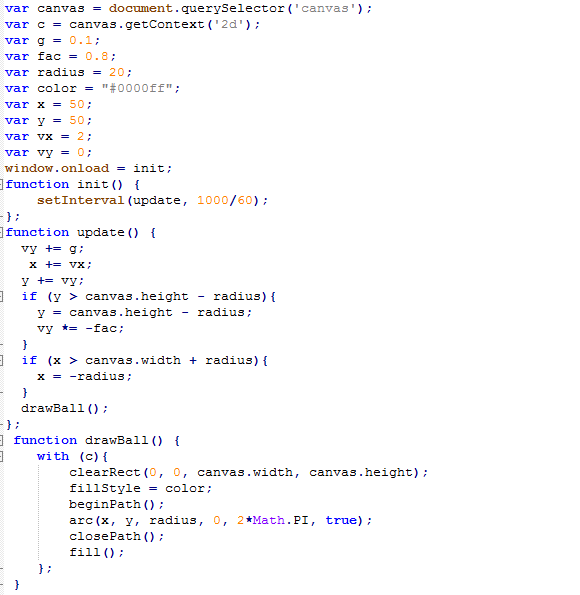 var canvas = document.querySelector('canvas');
var c = canvas.getContext('2d');
var g = 0.1;
var fac = 0.8;
var radius = 20;
var color = "#0000ff";
var x = 50;
var y = 50;
var vx = 2;
var vy = 0;
window.onload = init;
function init() {
    setInterval(update, 1000/60);
};
function update() {
  vy += g;
   x += vx;
  y += vy;
  if (y > canvas.height - radius){
    y = canvas.height - radius;
    vy *= -fac;
  }
  if (x > canvas.width + radius){
    x = -radius;
  }
  drawBall();
};
 function drawBall() {
    with (c){
        clearRect(0, 0, canvas.width, canvas.height);
        fillStyle = color;
        beginPath();
        arc(x, y, radius, 0, 2*Math.PI, true);
        closePath();
        fill();
    };
 }